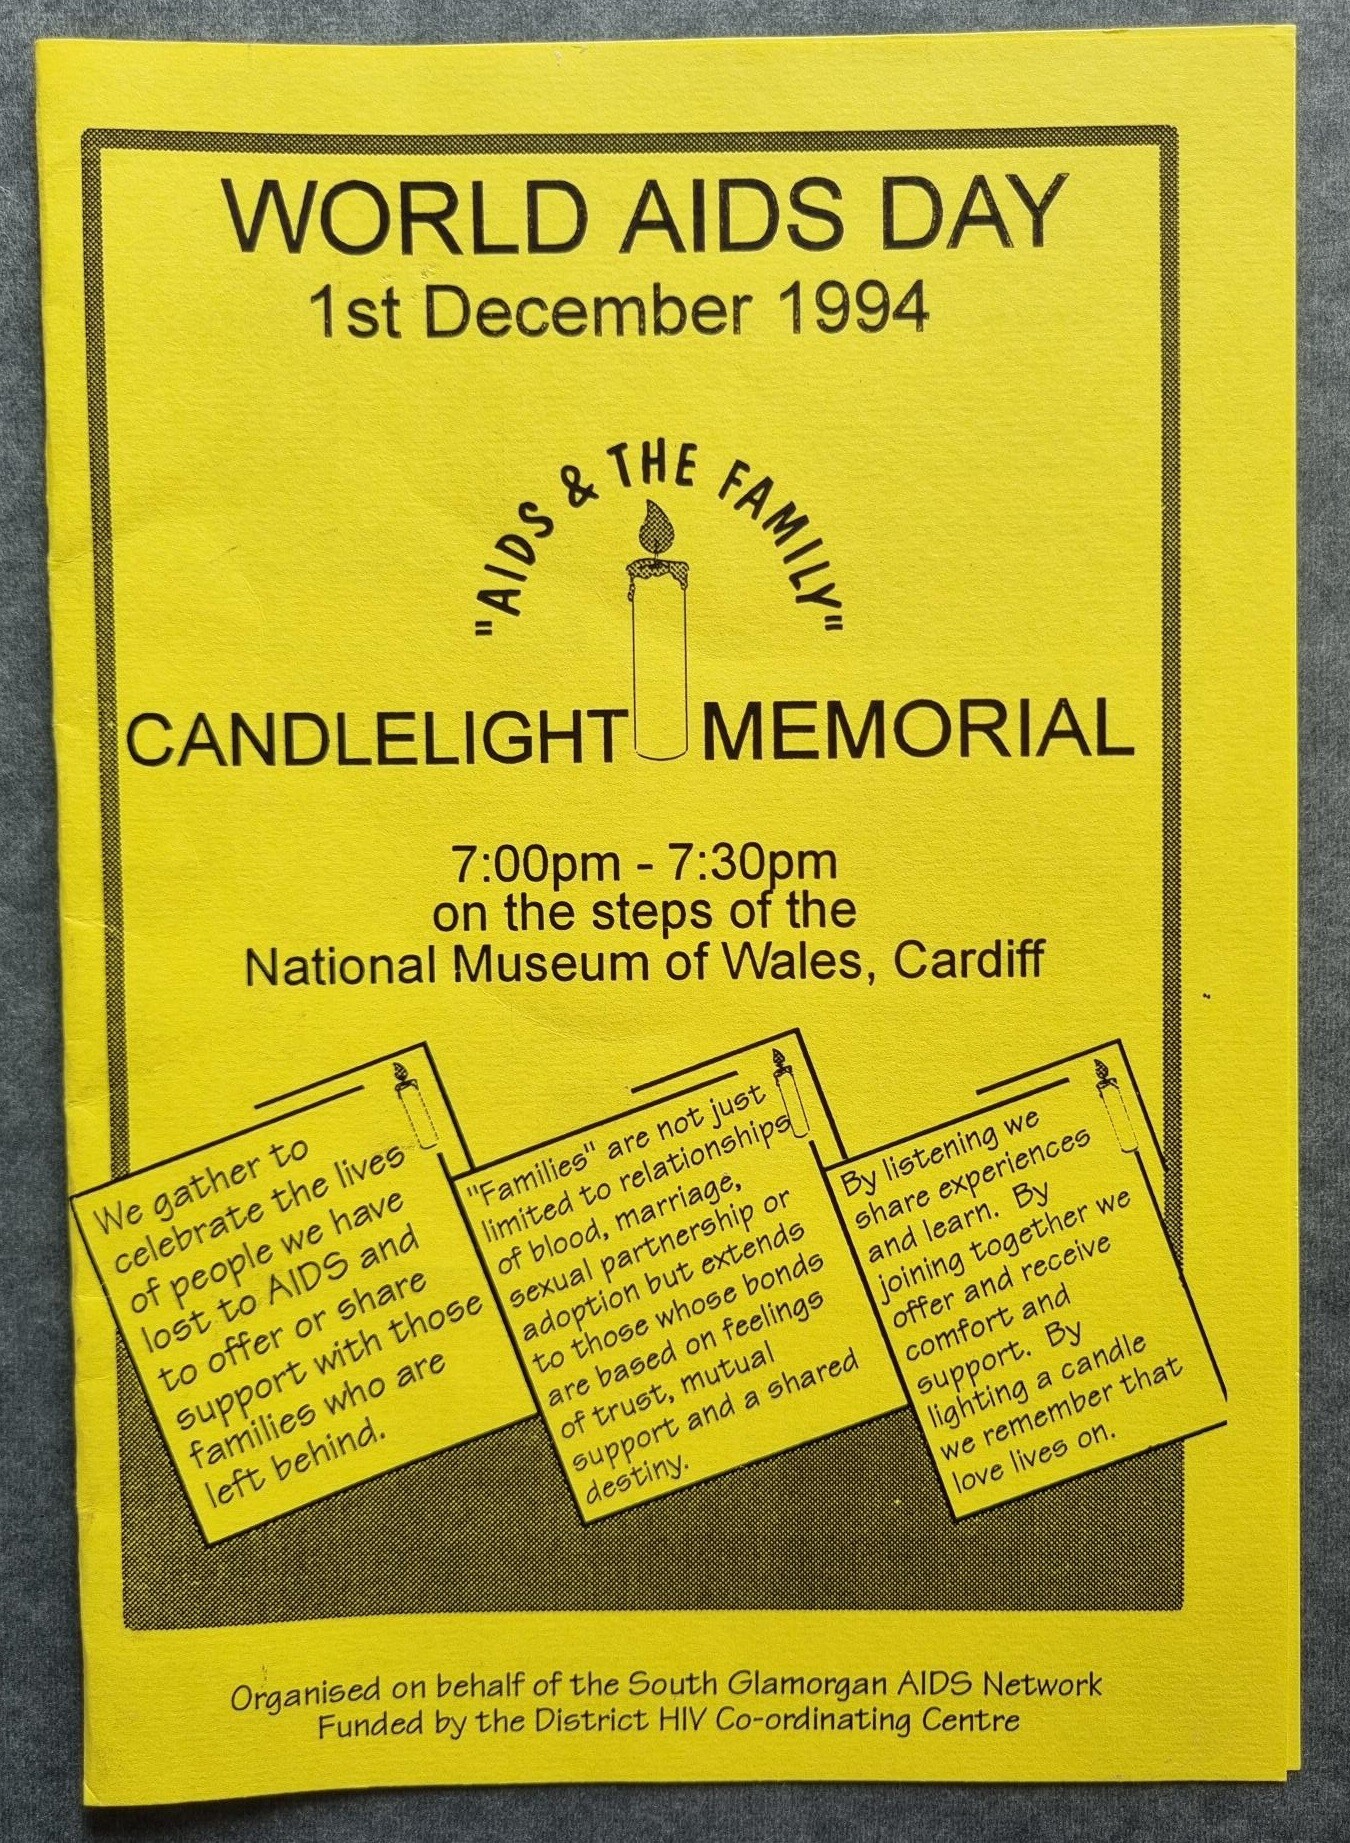 WORLD AIDS DAY
1st December 1994
"AIDS & THE FAMILY"
CANDLELIGHT MEMORIAL
7:00pm - 7:30pm
on the steps of the
National Museum of Wales, Cardiff
We gather to
celebrate the lives
of people we have
lost to AIDS and
to offer or share
support with those
families who are
left behind.
"Families" are not just
limited to relationships
of blood, marriage,
sexual partnership or
adoption but extends
to those whose bonds
are based on feelings
of trust, mutual
support and a shared
destiny.
By listening we
share experiences
and learn. By
joining together we
offer and receive
comfort and
support. By
lighting a candle
we remember that
love lives on.
Organised on behalf of the South Glamorgan AIDS Network
Funded by the District HIV Co-ordinating Centre